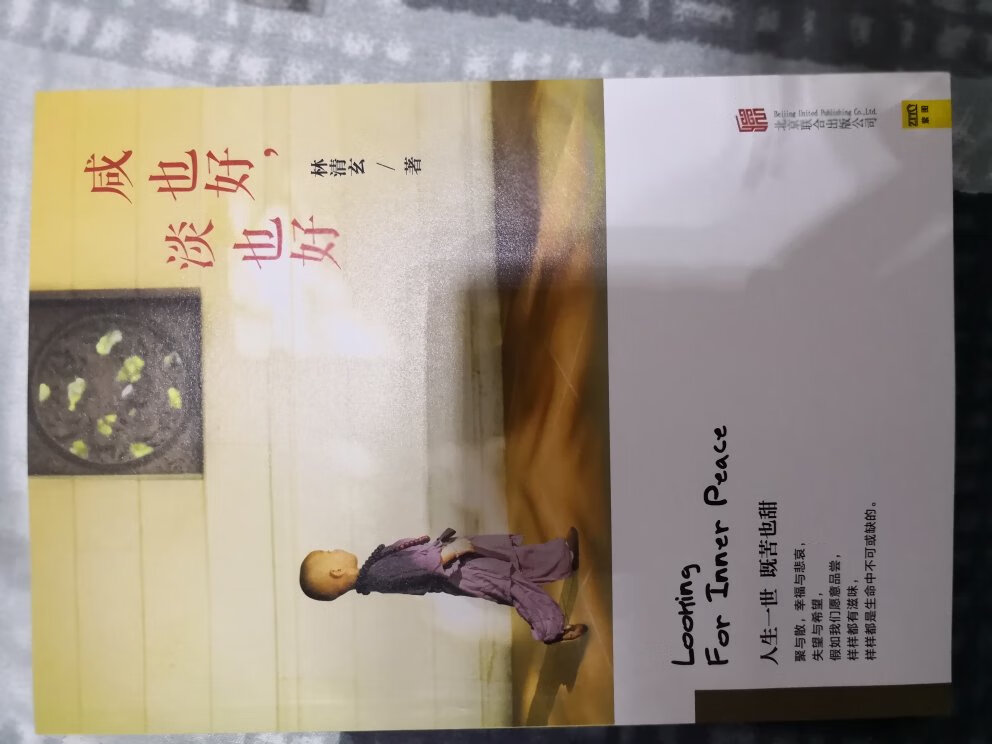 咸也好，
淡也好
林清玄/著
Looking
For Inner Peace
人生一世 既苦也甜
聚与散，幸福与悲哀，
失望与希望，
假如我们愿意品尝，
样样都有滋味，
样样都是生命中不可或缺的。
Beijing United Publishing Co.,Ltd.
北京联合出版公司
ZITO
紫图